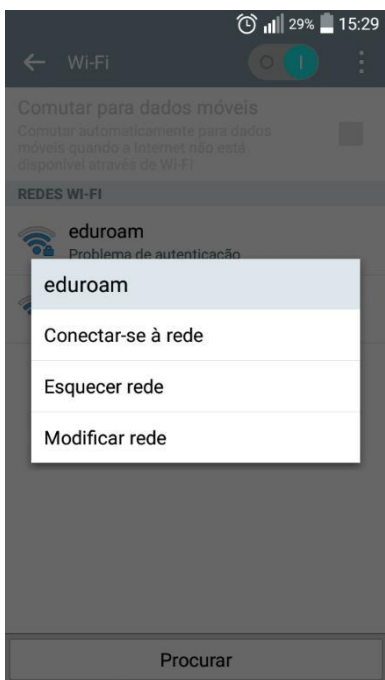 29% 15:29
Wi-Fi
Comutar para dados móveis
Comutar automaticamente para dados
móveis quando a Internet não está
disponível através de Wi-Fi
REDES WI-FI
eduroam
Problema de autenticação
eduroam
Conectar-se à rede
Esquecer rede
Modificar rede
Procurar